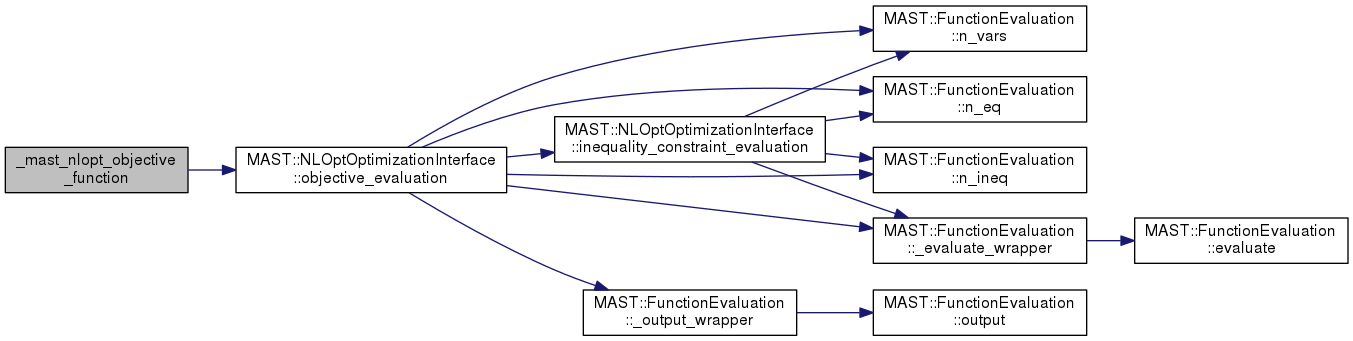 _mast_nlopt_objective
_function
MAST::NLOptOptimizationInterface
::objective_evaluation
MAST::NLOptOptimizationInterface
::inequality_constraint_evaluation
MAST::FunctionEvaluation
::n_vars
MAST::FunctionEvaluation
::n_eq
MAST::FunctionEvaluation
::n_ineq
MAST::FunctionEvaluation
::_evaluate_wrapper
MAST::FunctionEvaluation
::evaluate
MAST::FunctionEvaluation
::_output_wrapper
MAST::FunctionEvaluation
::output